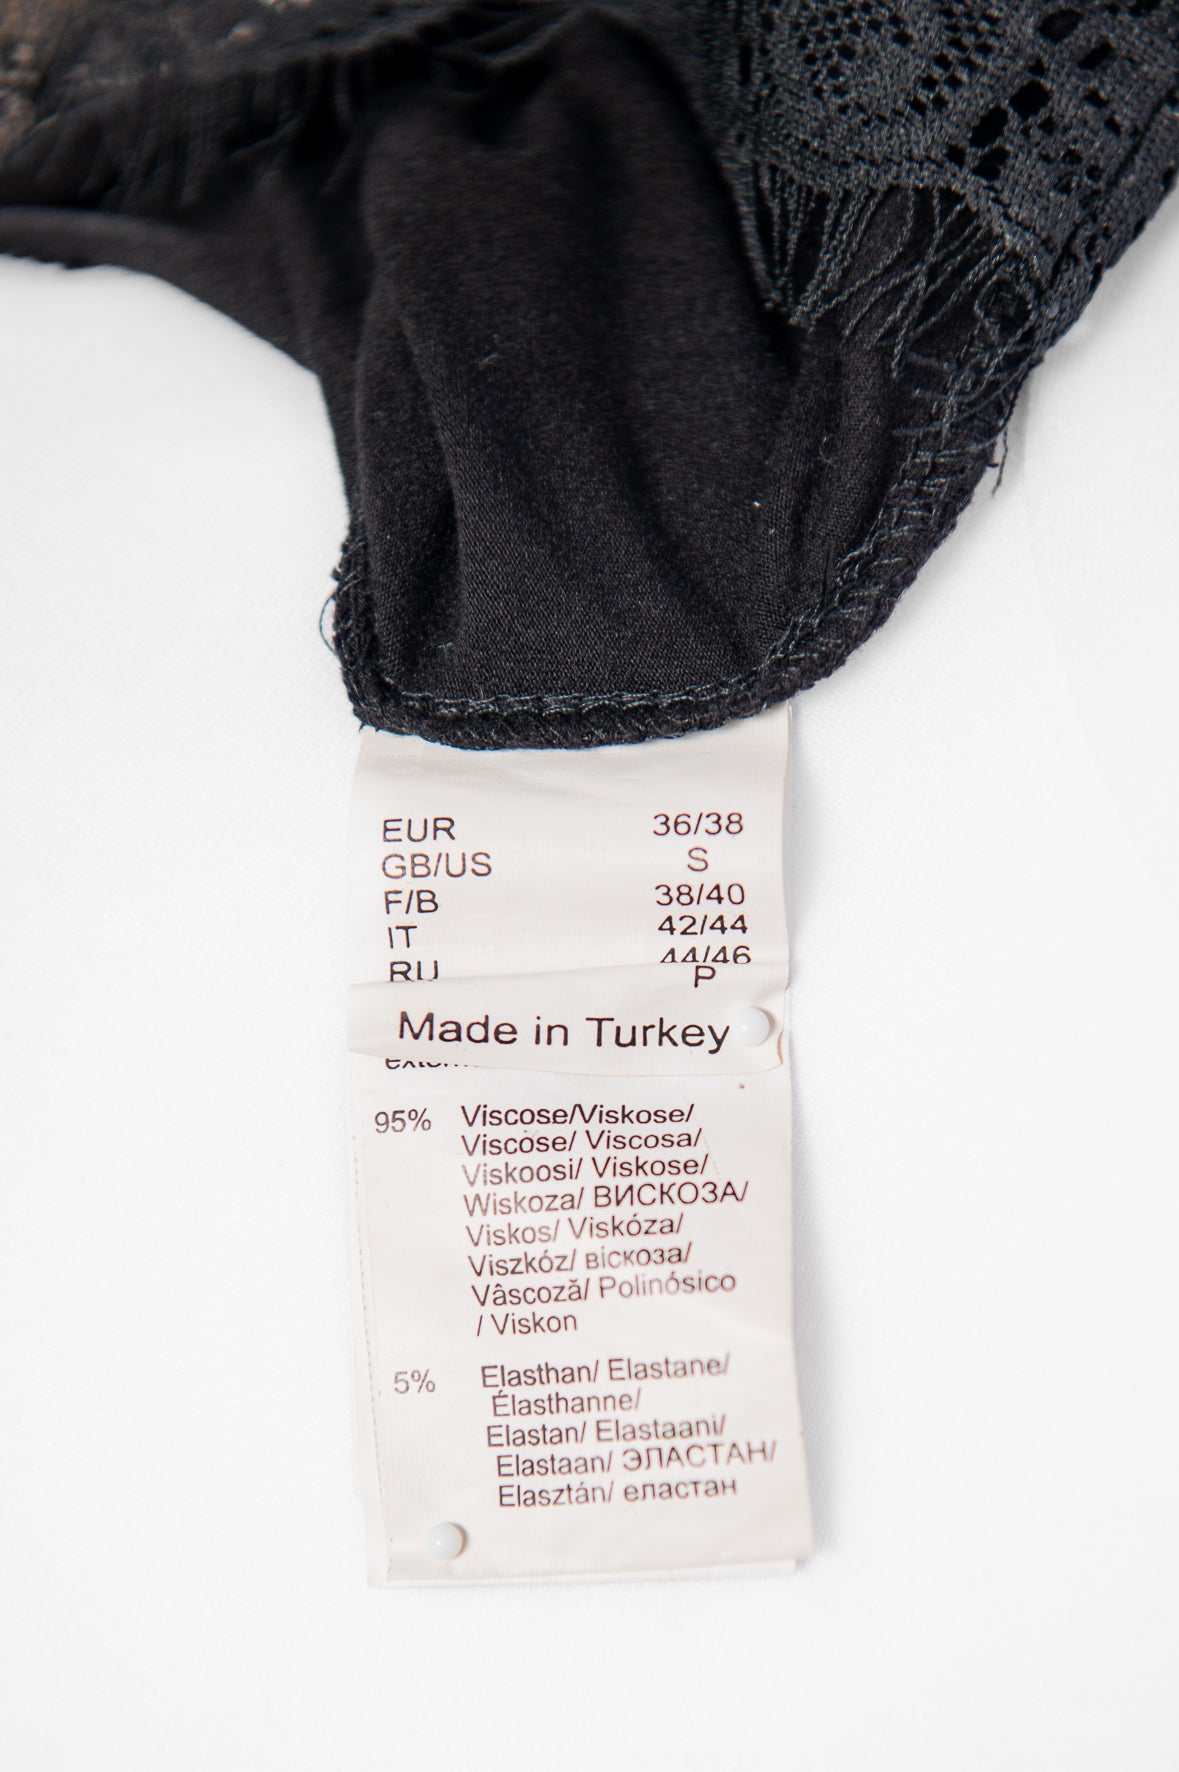 EUR 36/38
GB/US S
F/B 38/40
IT 42/44
RU 44/46
P
Made in Turkey
95% Viscose/Viskose/
Viscose/ Viscosa/
Viskoosi/ Viskose/
Wiskoza/ ВИСКОЗА/
Viskos/ Viskóza/
Viszkóz/ віскоза/
Vâscoză/ Polinósico
/ Viskon
5% Elasthan/ Elastane/
Élasthanne/
Elastan/ Elastaani/
Elastaan/ ЭЛАСТАН/
Elasztán/ еластан